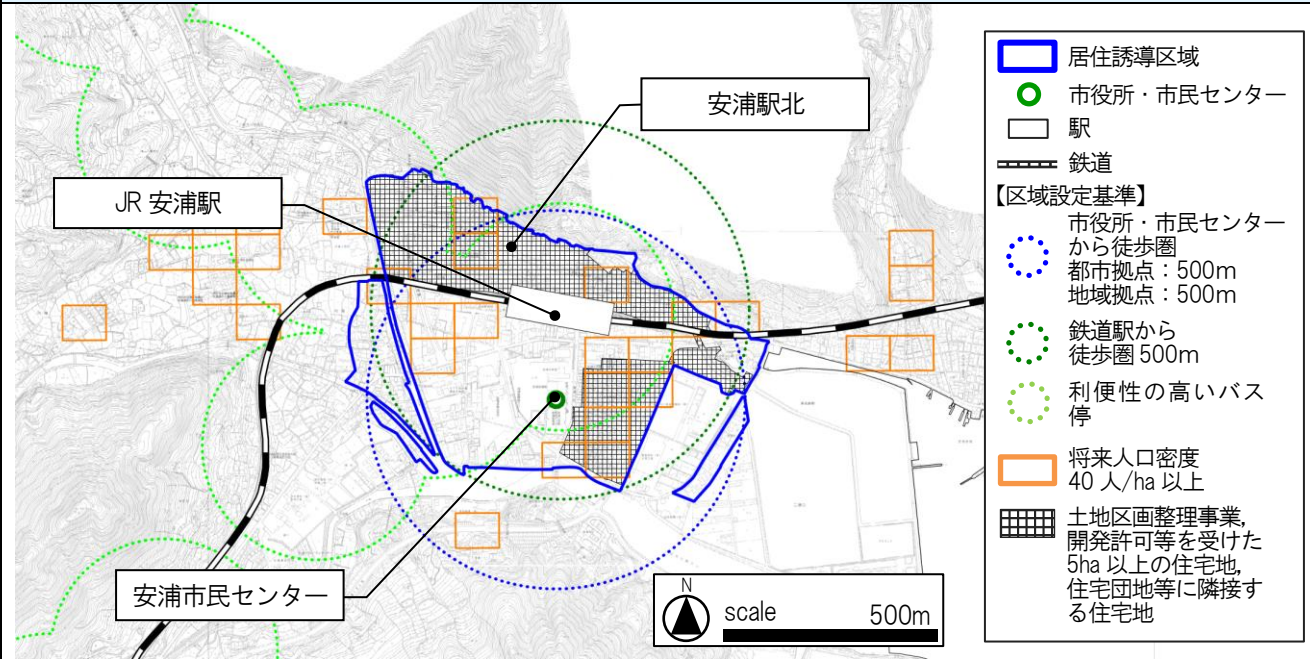 安浦駅北
JR 安浦駅
安浦市民センター
N
scale 500m
居住誘導区域
市役所・市民センター
駅
鉄道
【区域設定基準】
市役所・市民センター
から徒歩圏
都市拠点：500m
地域拠点：500m
鉄道駅から
徒歩圏 500m
利便性の高いバス
停
将来人口密度
40 人/ha 以上
土地区画整理事業,
開発許可等を受けた
5ha 以上の住宅地,
住宅団地等に隣接す
る住宅地